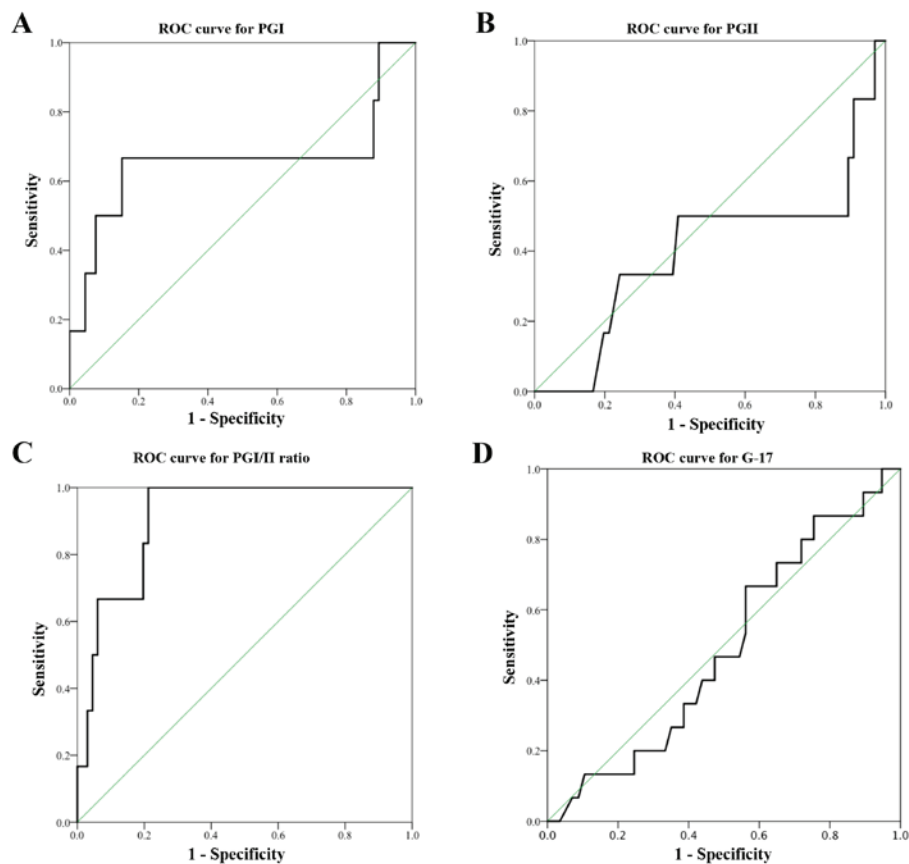 A
ROC curve for PGI
1.0
0.8
0.6
0.4
0.2
0.0
Sensitivity
0.0 0.2 0.4 0.6 0.8 1.0
1 - Specificity
B
ROC curve for PGII
1.0
0.8
0.6
0.4
0.2
0.0
Sensitivity
0.0 0.2 0.4 0.6 0.8 1.0
1 - Specificity
C
ROC curve for PGI/II ratio
1.0
0.8
0.6
0.4
0.2
0.0
Sensitivity
0.0 0.2 0.4 0.6 0.8 1.0
1 - Specificity
D
ROC curve for G-17
1.0
0.8
0.6
0.4
0.2
0.0
Sensitivity
0.0 0.2 0.4 0.6 0.8 1.0
1 - Specificity